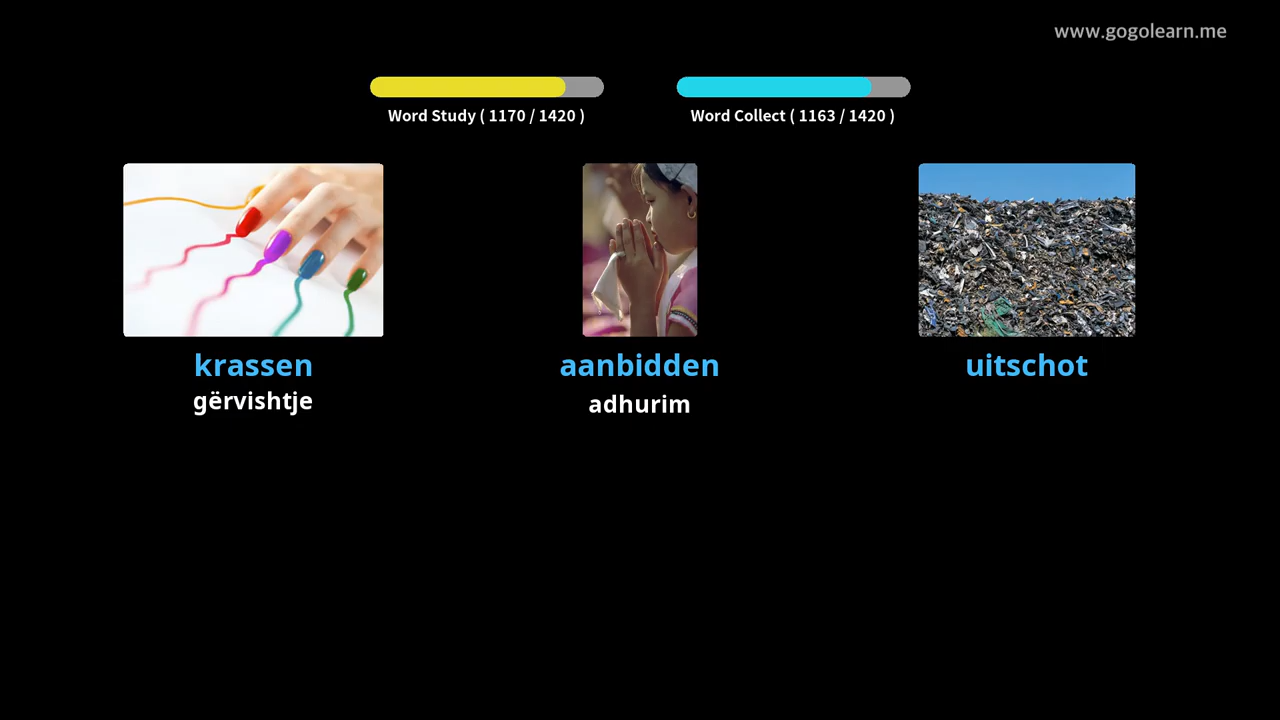 www.gogolearn.me
Word Study ( 1170 / 1420 )
Word Collect ( 1163 / 1420 )
krassen
aanbidden
uitschot
gërvishtje
adhurim